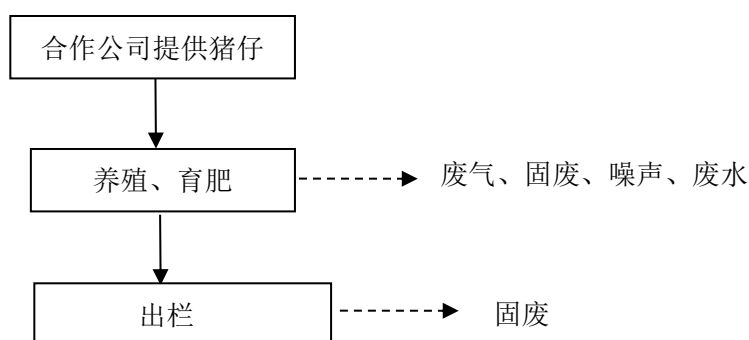 合作公司提供猪仔
养殖、育肥
废气、固废、噪声、废水
出栏
固废